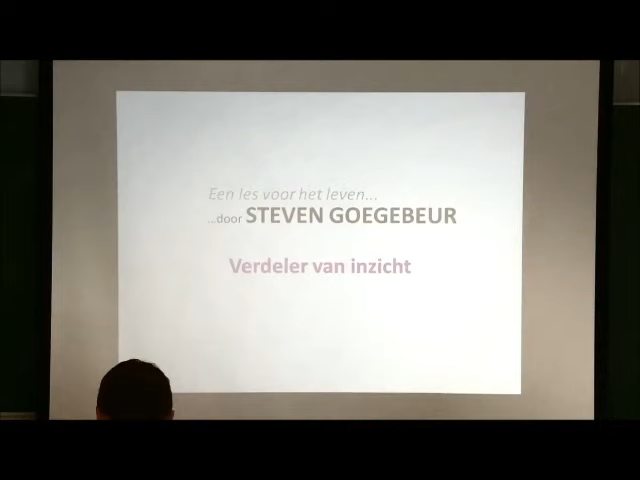 Een les voor het leven...
...door STEVEN GOEGEBEUR
Verdeler van inzicht